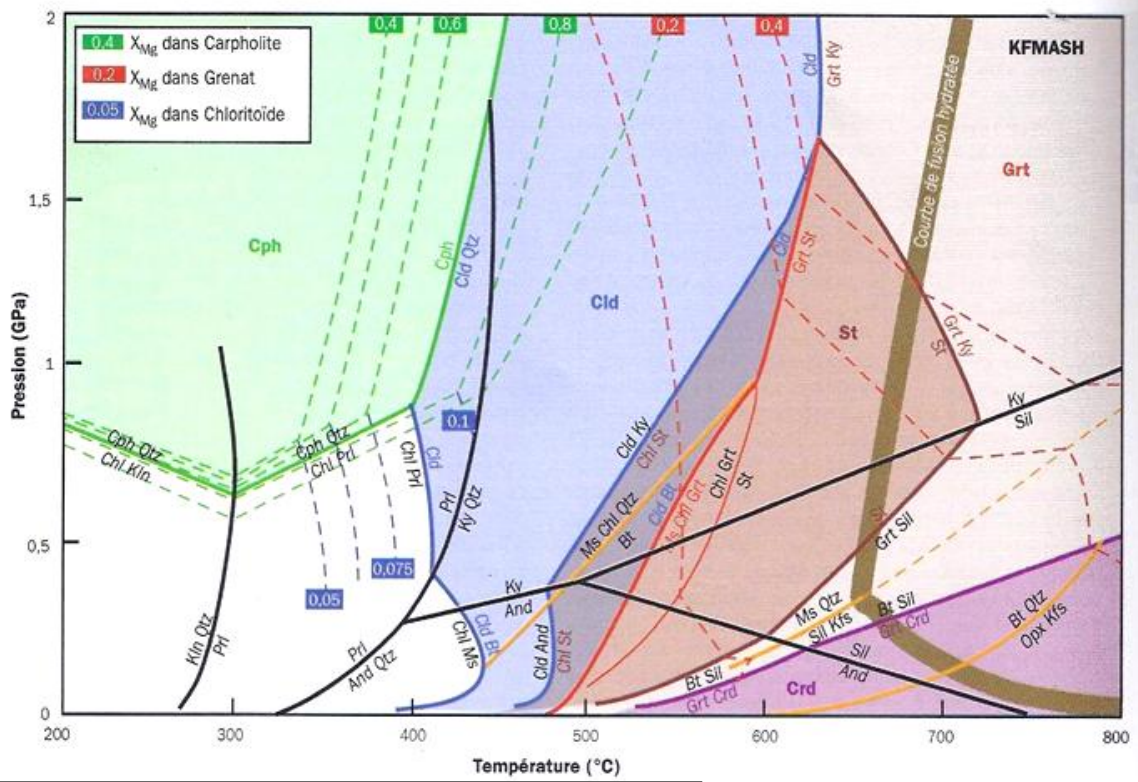 2
0.4
0.6
0.8
0.2
0.4
KFMASH
0.4 XMg dans Carpholite
0.2 XMg dans Grenat
0.05 XMg dans Chloritoïde
Cld
Grt Ky
Courbe de fusion hydratée
Grt
1,5
Cph
Cph
Cld Qtz
Cld
Cld
Grt St
St
Grt Ky
St
Pression (GPa)
1
Ky
Sil
0.1
Cph Qtz
Chl Kln
Cph Qtz
Chl Prl
Chl Prl
Cld
Prl
Ky Qtz
Cld Ky
Chl St
Ms Chl Qtz
Bt
Cld Bt
Ms Chl Grt
Chl Grt
St
St
Grt Sil
0,5
0,075
0,05
Kln Qtz
Prl
Ky
And
Chl Ms
Cld Bt
Prl
And Qtz
Cld And
Chl St
Ms Qtz
Sil Kfs
Bt Sil
Grt Crd
Bt Qtz
Opx Kfs
Sil
And
Bt Sil
Grt Crd
Crd
0
200
300
400
500
600
700
800
Température (°C)